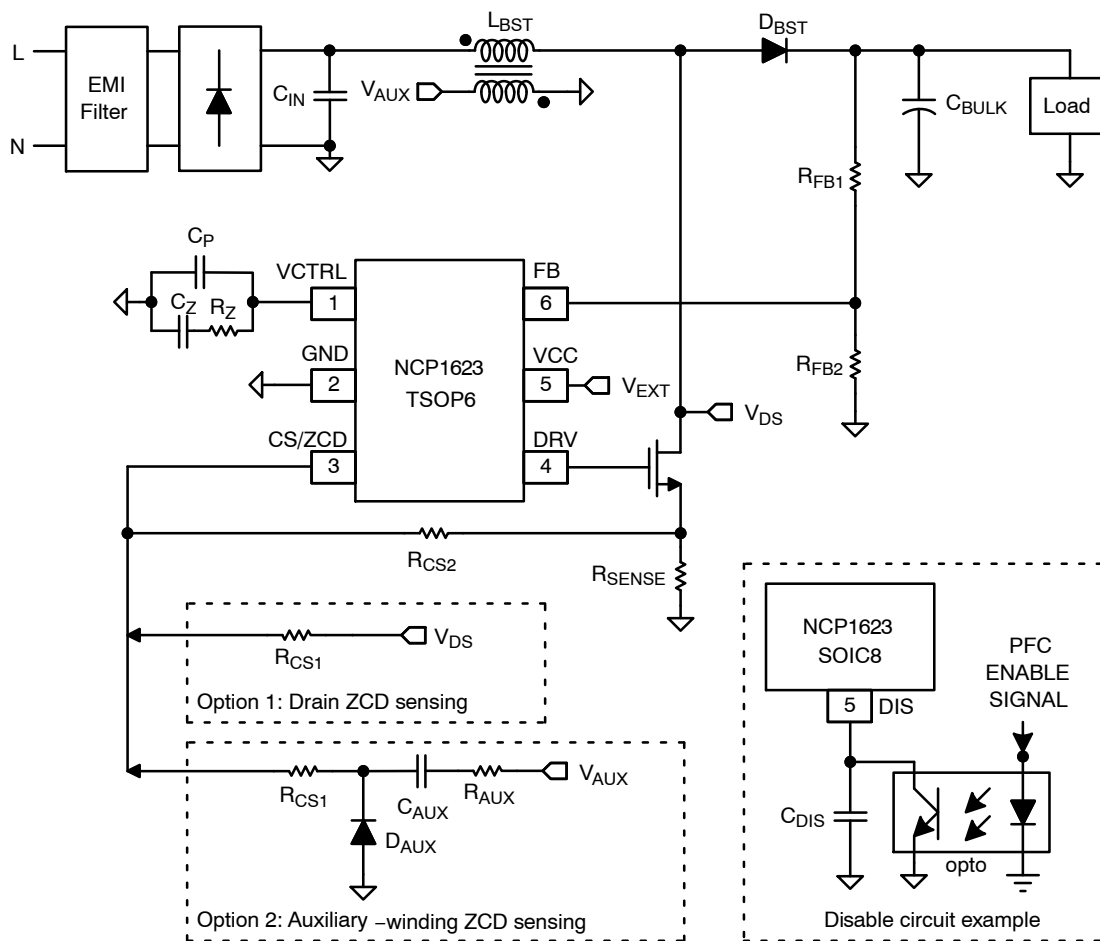 L
N
EMI
Filter
C_IN
L_BST
V_AUX
D_BST
C_BULK
Load
R_FB1
R_FB2
C_P
C_Z
R_Z
VCTRL
1
GND
2
CS/ZCD
3
NCP1623
TSOP6
FB
6
VCC
5
V_EXT
DRV
4
V_DS
R_CS2
R_SENSE
R_CS1
V_DS
Option 1: Drain ZCD sensing
R_CS1
C_AUX
R_AUX
V_AUX
D_AUX
Option 2: Auxiliary −winding ZCD sensing
NCP1623
SOIC8
5
DIS
PFC
ENABLE
SIGNAL
C_DIS
opto
Disable circuit example